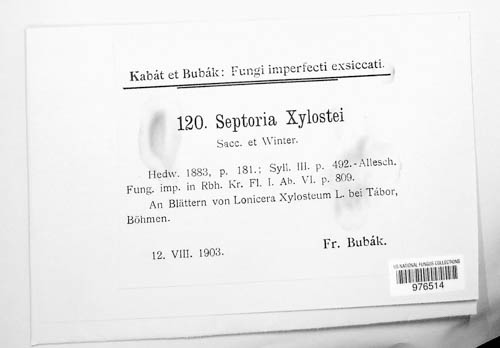 Kabát et Bubák: Fungi imperfecti exsiccati.
120. Septoria Xylostei
Sacc. et Winter.
Hedw. 1883, p. 181.; Syll. III. p. 492.-Allesch.
Fung. imp. in Rbh. Kr. Fl. I. Ab. VI. p. 809.
An Blättern von Lonicera Xylosteum L. bei Tábor,
Böhmen.
12. VIII. 1903. Fr. Bubák.
US NATIONAL FUNGUS COLLECTIONS
976514